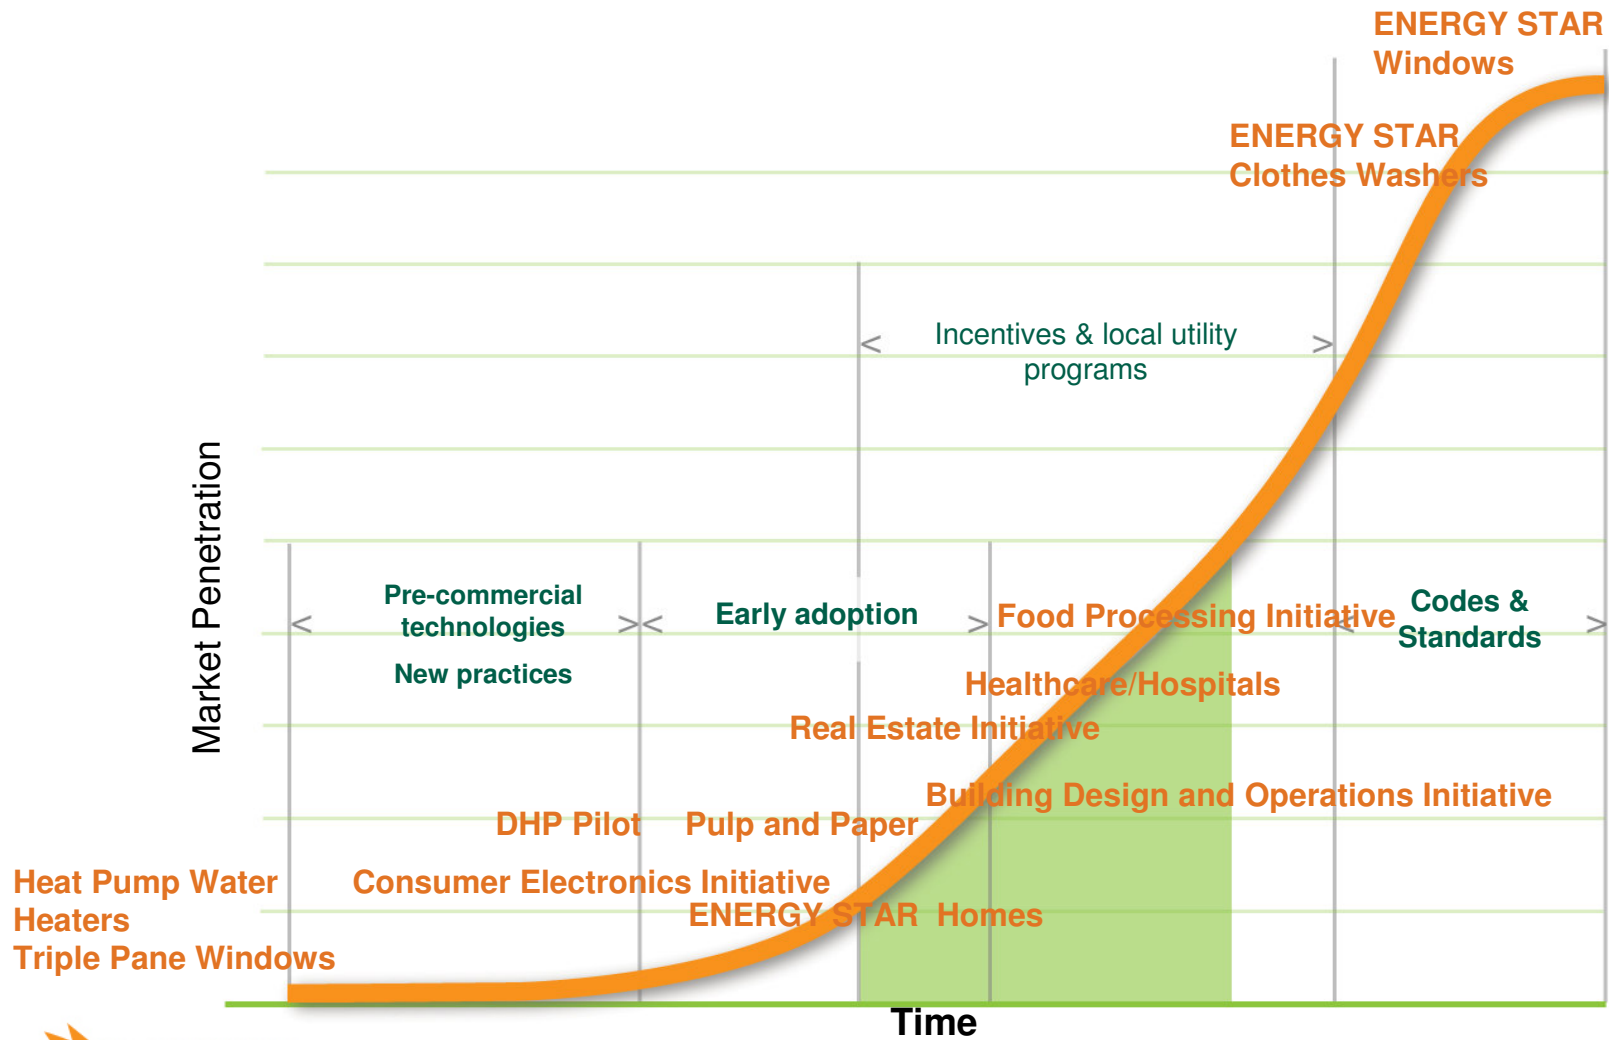 ENERGY STAR
Windows
ENERGY STAR
Clothes Washers
Incentives & local utility
programs
Market Penetration
Pre-commercial
technologies
New practices
Early adoption
Food Processing Initiative
Codes &
Standards
Healthcare/Hospitals
Real Estate Initiative
Building Design and Operations Initiative
DHP Pilot
Pulp and Paper
Heat Pump Water
Heaters
Triple Pane Windows
Consumer Electronics Initiative
ENERGY STAR Homes
Time